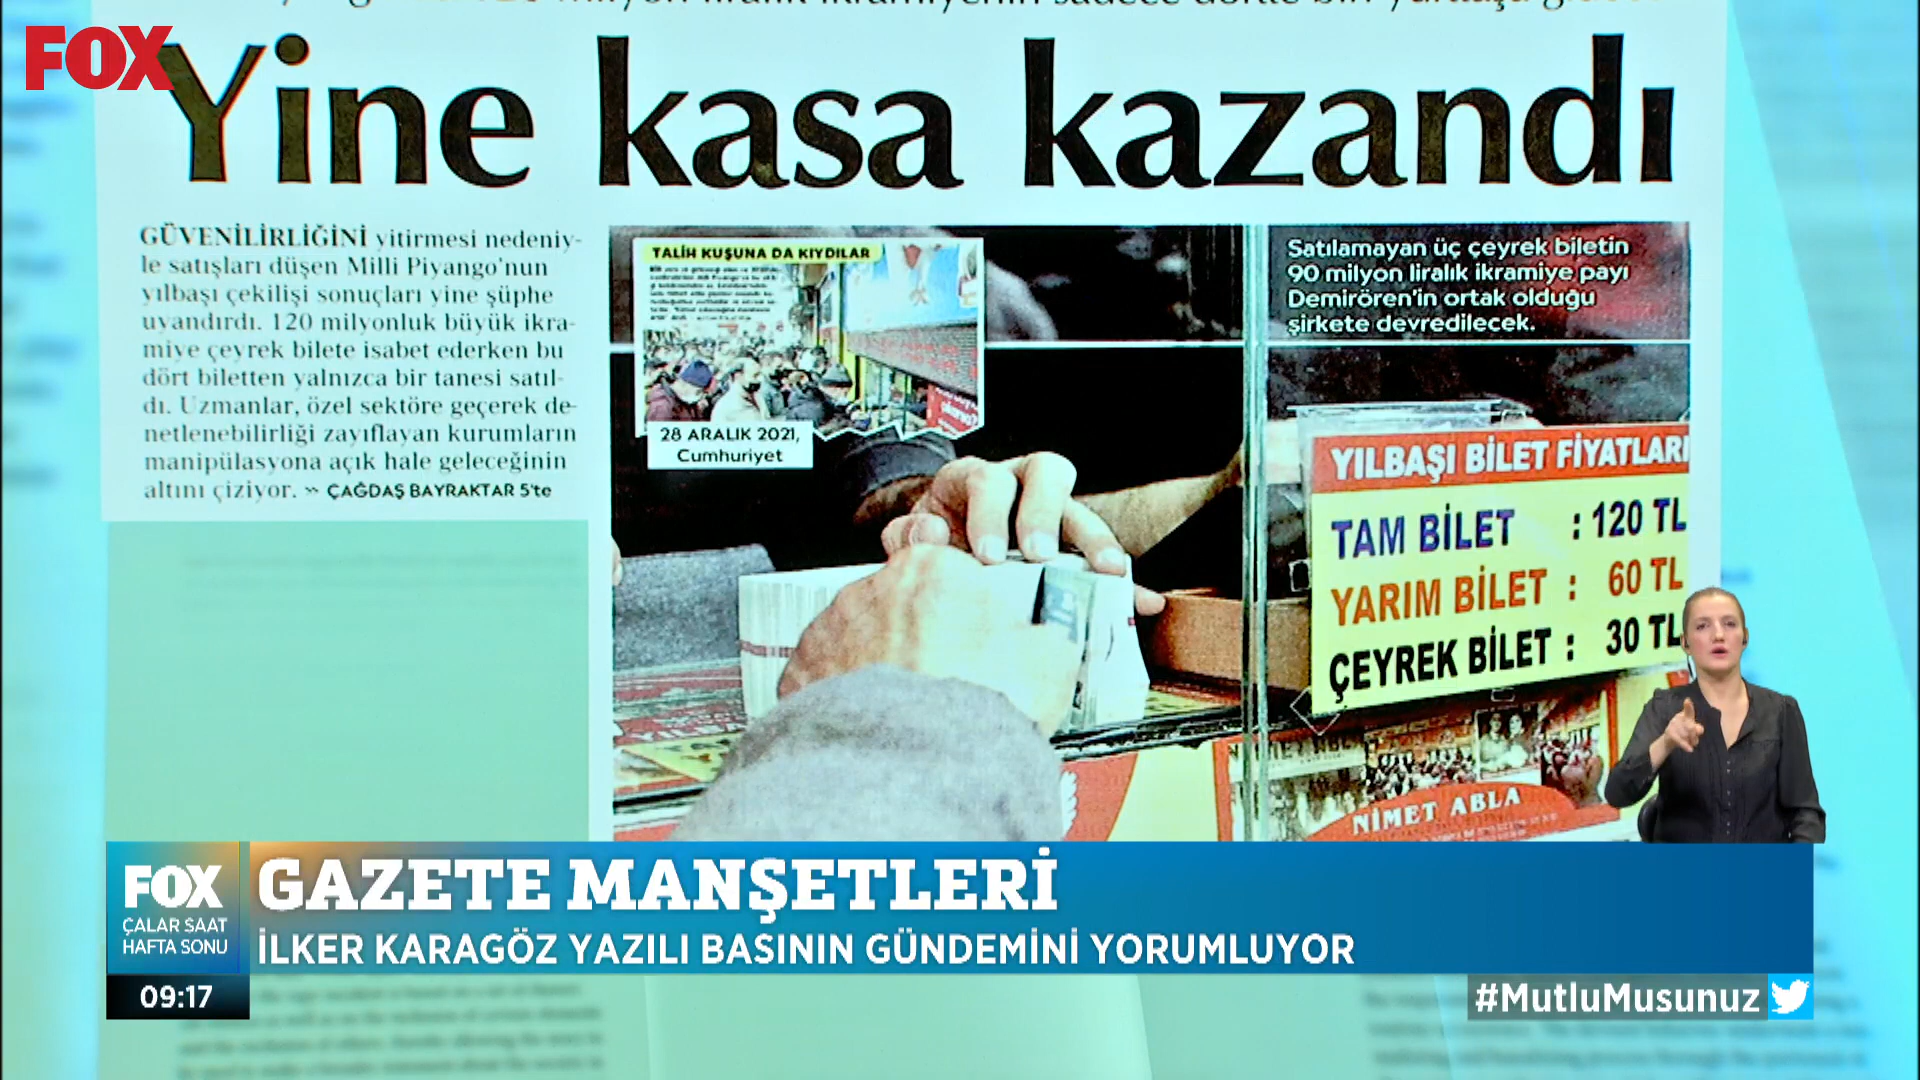 FOX
Yine kasa kazandı
GÜVENİLİRLİĞİNİ yitirmesi nedeniy-
le satışları düşen Milli Piyango'nun
yılbaşı çekilişi sonuçları yine şüphe
uyandırdı. 120 milyonluk büyük ikra-
miye çeyrek bilete isabet ederken bu
dört biletten yalnızca bir tanesi satıl-
dı. Uzmanlar, özel sektöre geçerek de-
netlenebilirliği zayıflayan kurumların
manipülasyona açık hale geleceğinin
altını çiziyor. » ÇAĞDAŞ BAYRAKTAR 5'te
TALİH KUŞUNA DA KIYDILAR
28 ARALIK 2021,
Cumhuriyet
Satılamayan üç çeyrek biletin
90 milyon liralık ikramiye payı
Demirören'in ortak olduğu
şirkete devredilecek.
YILBAŞI BİLET FİYATLARI
TAM BİLET : 120 TL
YARIM BİLET : 60 TL
ÇEYREK BİLET : 30 TL
NİMET ABLA
FOX
ÇALAR SAAT
HAFTA SONU
GAZETE MANŞETLERİ
İLKER KARAGÖZ YAZILI BASININ GÜNDEMİNİ YORUMLUYOR
09:17
#MutluMusunuz